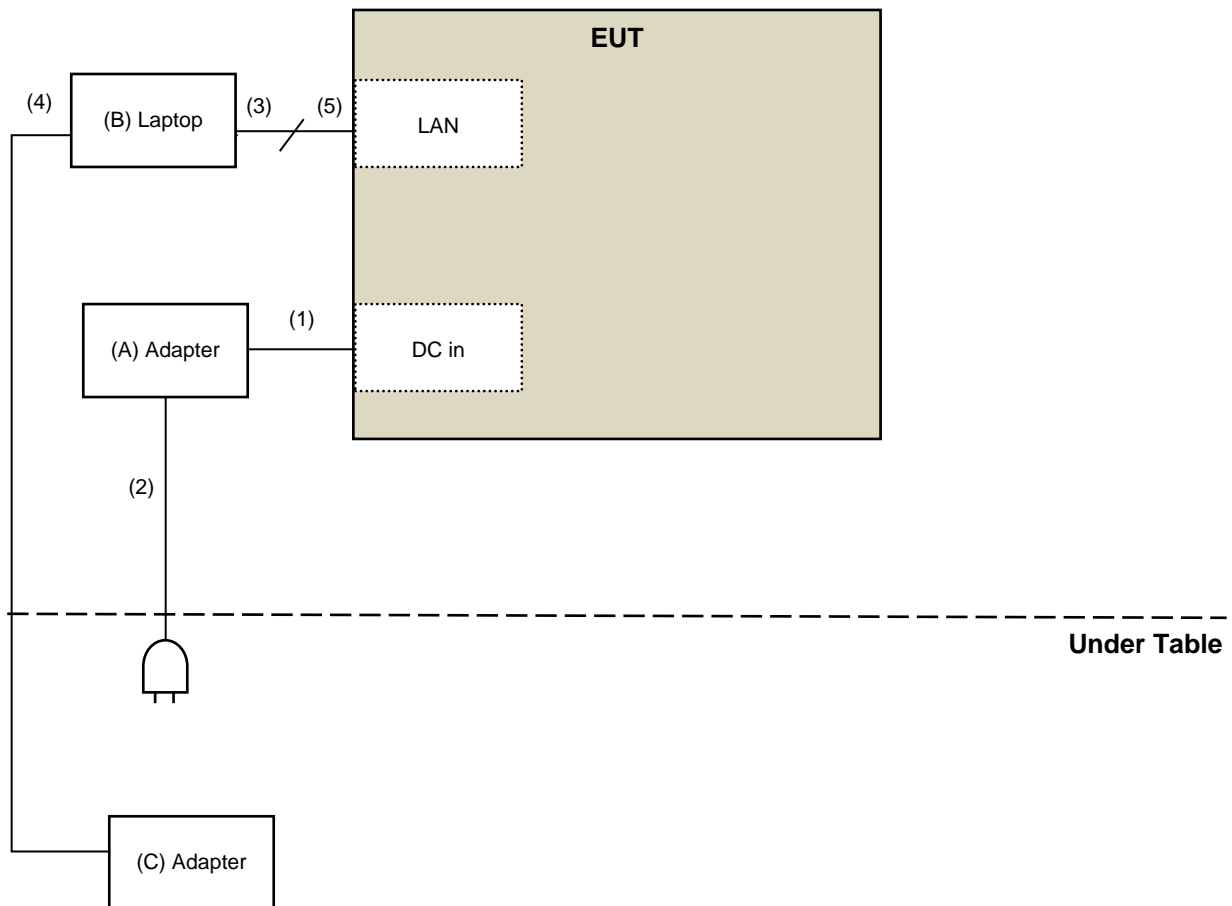 EUT
(4)
(B) Laptop
(3)
(5)
LAN
(A) Adapter
(1)
DC in
(2)
Under Table
(C) Adapter